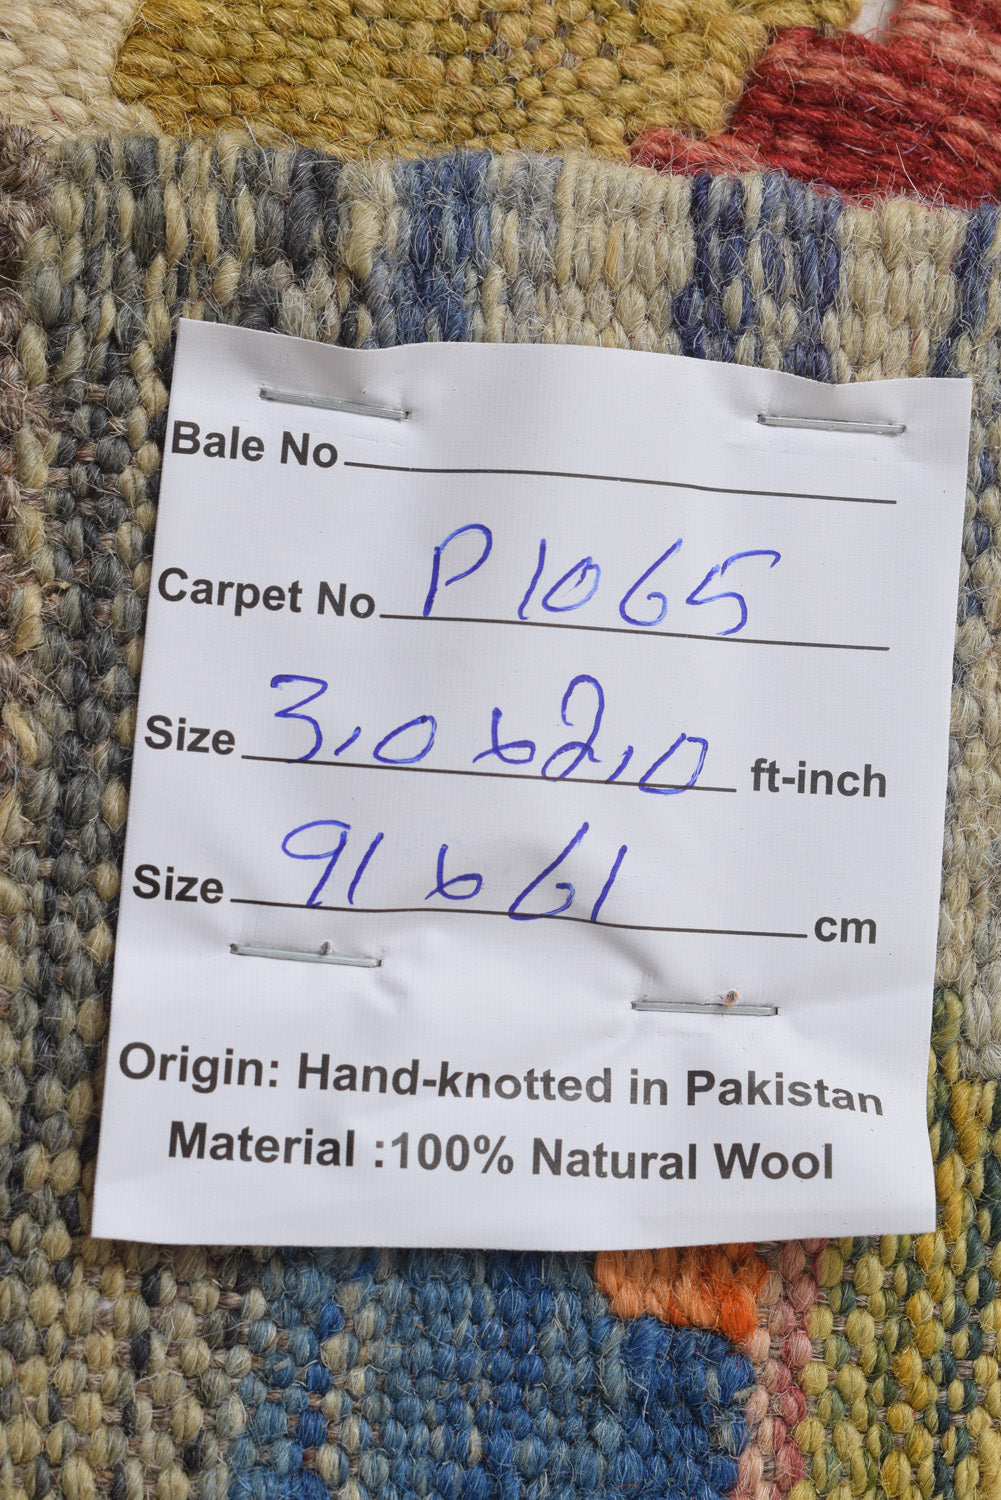 Bale No
Carpet No P1065
Size 3,0 x 2,0 ft-inch
Size 91 x 61 cm
Origin: Hand-knotted in Pakistan
Material :100% Natural Wool